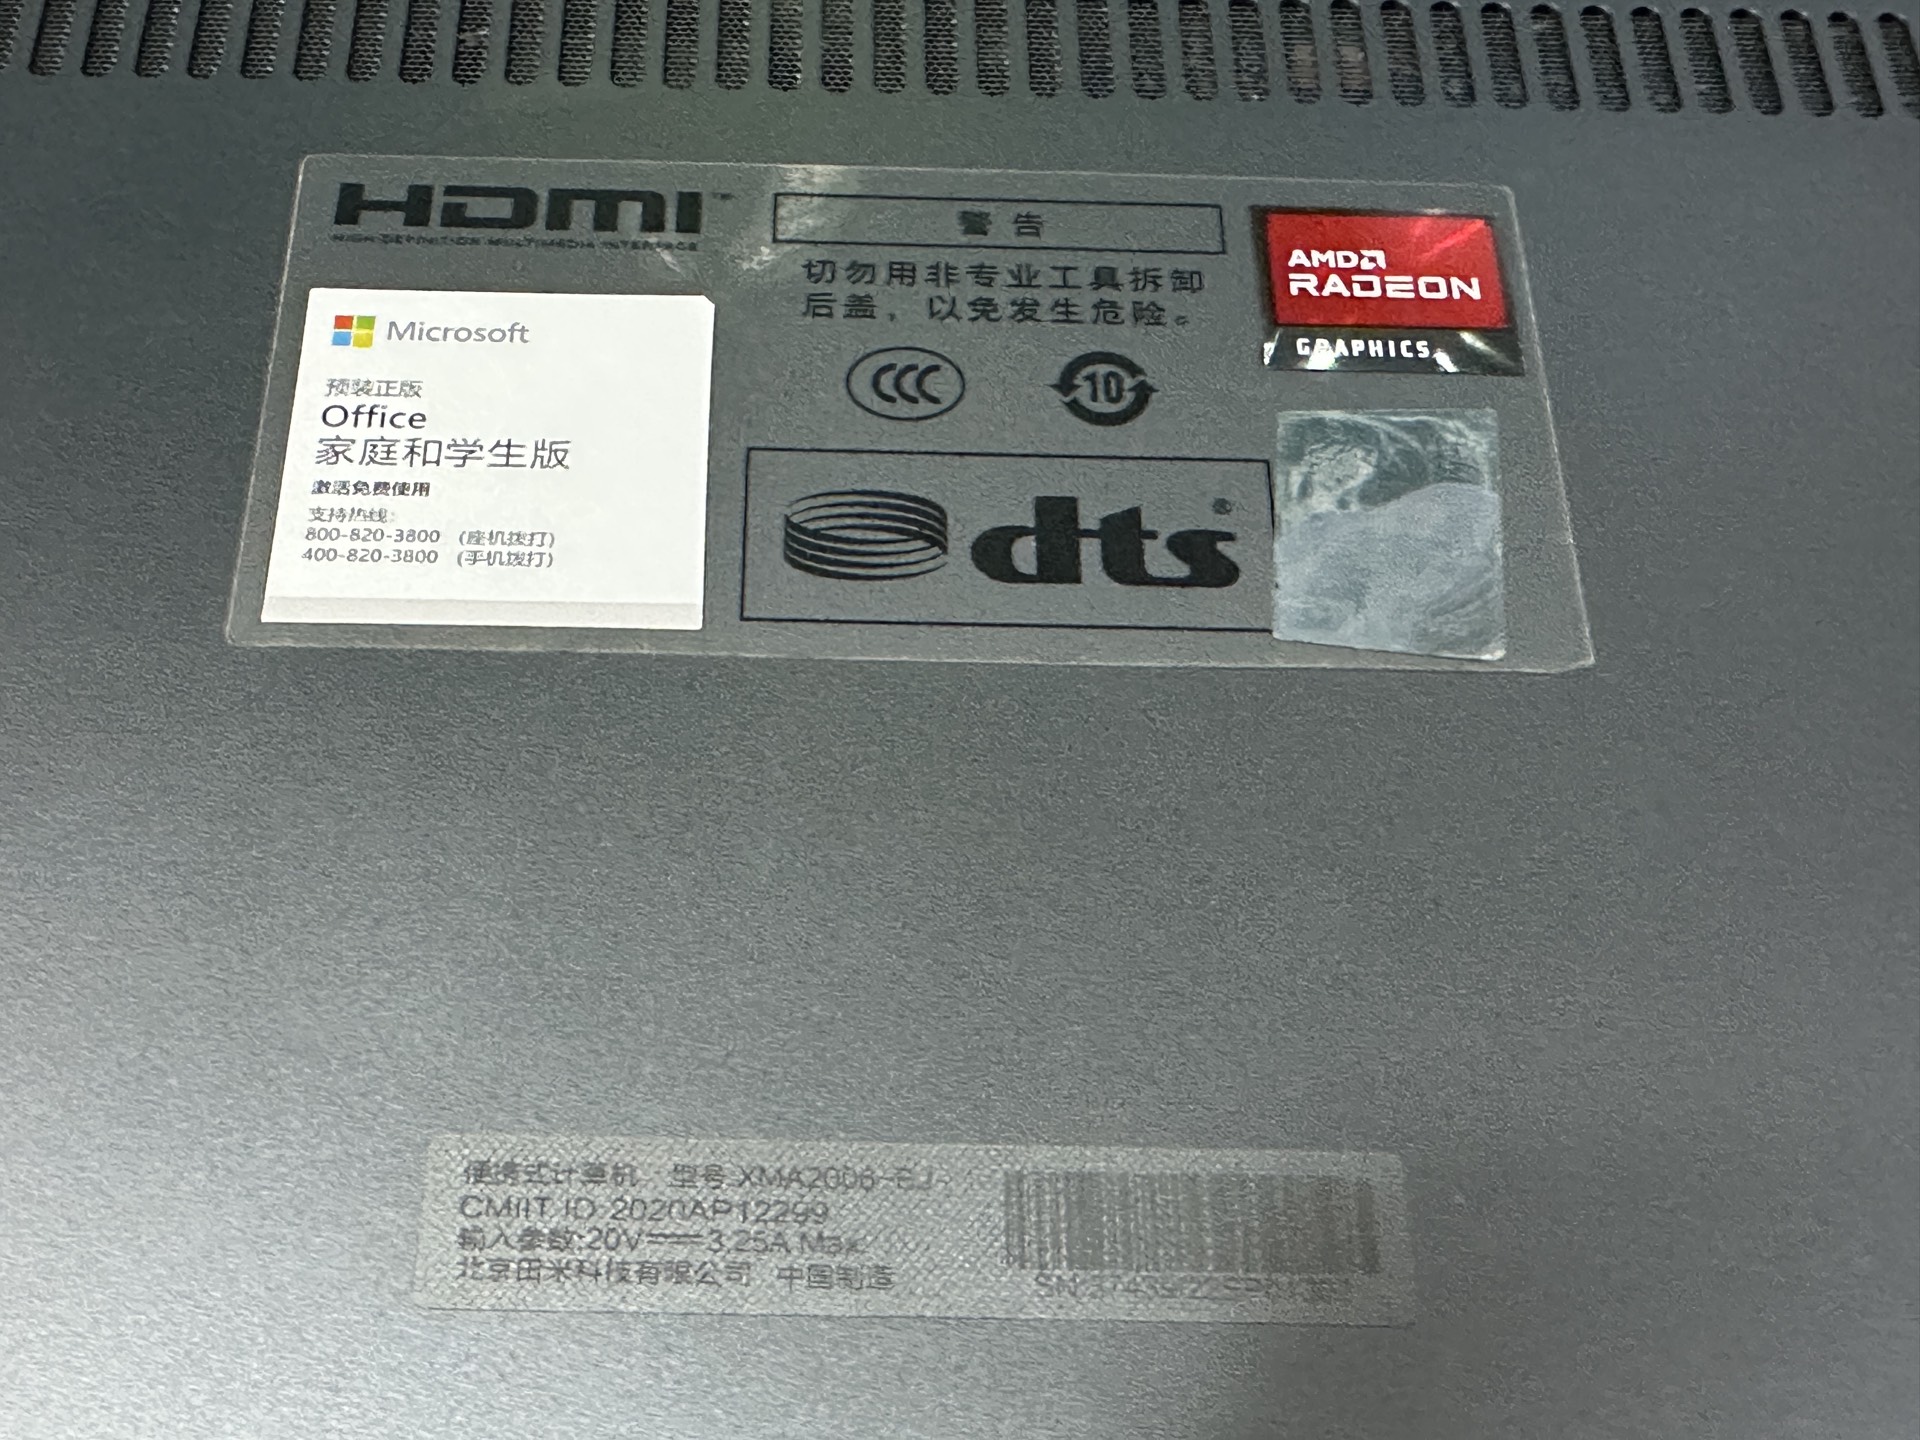 HDMI™
HIGH-DEFINITION MULTIMEDIA INTERFACE
Microsoft
预装正版
Office
家庭和学生版
激活免费使用
支持热线:
800-820-3800 (座机拨打)
400-820-3800 (手机拨打)
警告
切勿用非专业工具拆卸
后盖，以免发生危险。
CCC
10
dts®
AMD
RADEON
GRAPHICS
便携式计算机 型号:XMA2006-BJ
CMIIT ID:2020AP12299
输入参数:20V⎓3.25A Max
北京田米科技有限公司 中国制造
SN: